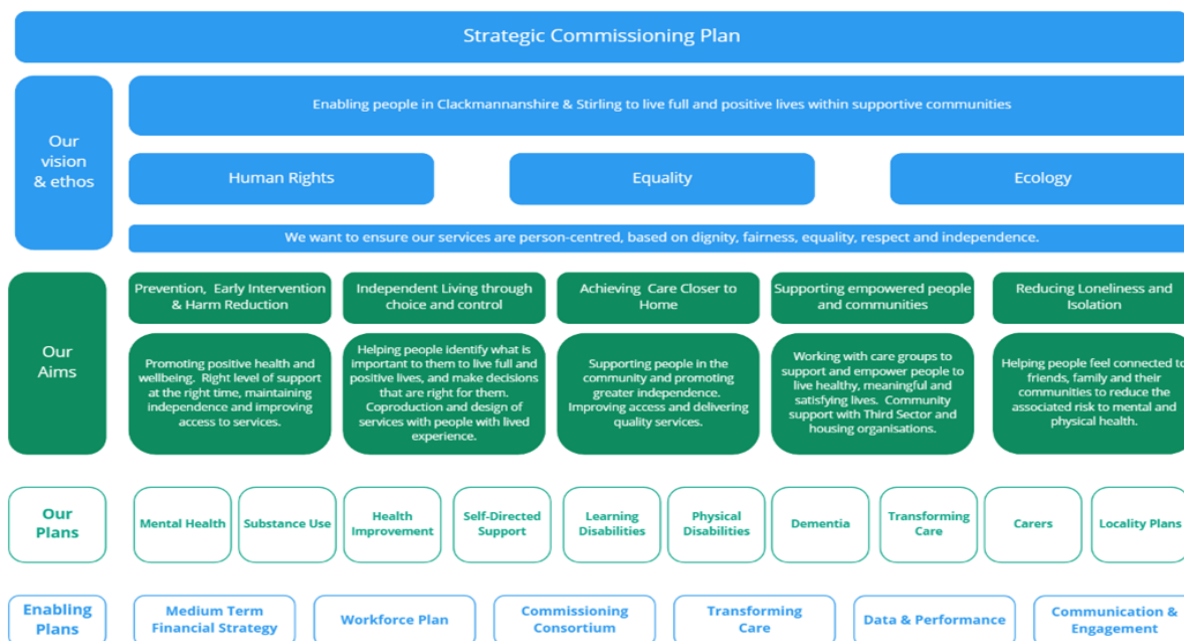 Strategic Commissioning Plan
Our
vision
& ethos
Enabling people in Clackmannanshire & Stirling to live full and positive lives within supportive communities
Human Rights
Equality
Ecology
We want to ensure our services are person-centred, based on dignity, fairness, equality, respect and independence.
Our
Aims
Prevention, Early Intervention
& Harm Reduction
Independent Living through
choice and control
Achieving Care Closer to
Home
Supporting empowered people
and communities
Reducing Loneliness and
Isolation
Promoting positive health and
wellbeing. Right level of support
at the right time, maintaining
independence and improving
access to services.
Helping people identify what is
important to them to live full and
positive lives, and make decisions
that are right for them.
Coproduction and design of
services with people with lived
experience.
Supporting people in the
community and promoting
greater independence.
Improving access and delivering
quality services.
Working with care groups to
support and empower people to
live healthy, meaningful and
satisfying lives. Community
support with Third Sector and
housing organisations.
Helping people feel connected to
friends, family and their
communities to reduce the
associated risk to mental and
physical health.
Our
Plans
Mental Health
Substance Use
Health
Improvement
Self-Directed
Support
Learning
Disabilities
Physical
Disabilities
Dementia
Transforming
Care
Carers
Locality Plans
Enabling
Plans
Medium Term
Financial Strategy
Workforce Plan
Commissioning
Consortium
Transforming
Care
Data & Performance
Communication &
Engagement